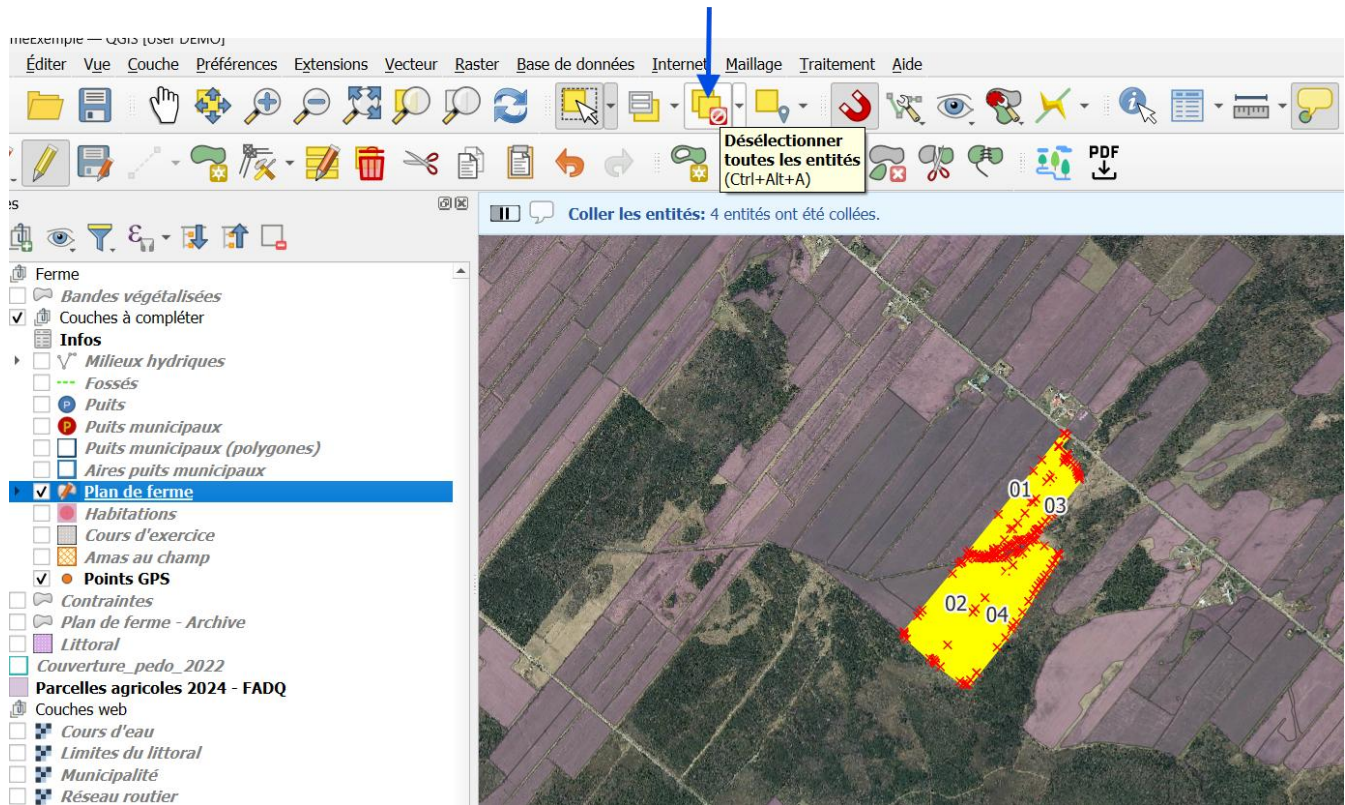 meExemple — QGIS [User DEMO]
Éditer Vue Couche Préférences Extensions Vecteur Raster Base de données Internet Maillage Traitement Aide
Désélectionner
toutes les entités
(Ctrl+Alt+A)
PDF
es
Coller les entités: 4 entités ont été collées.
Ferme
Bandes végétalisées
Couches à compléter
Infos
Milieux hydriques
Fossés
P Puits
P Puits municipaux
Puits municipaux (polygones)
Aires puits municipaux
Plan de ferme
Habitations
Cours d'exercice
Amas au champ
Points GPS
Contraintes
Plan de ferme - Archive
Littoral
Couverture_pedo_2022
Parcelles agricoles 2024 - FADQ
Couches web
Cours d'eau
Limites du littoral
Municipalité
Réseau routier
01
03
02
04